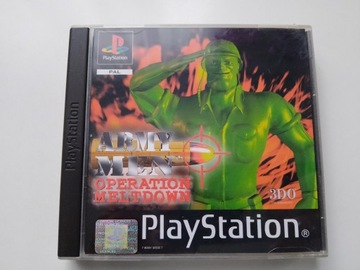 PlayStation
PAL
PlayStation
ARMY
MEN
OPERATION
MELTDOWN
3DO
PlayStation®